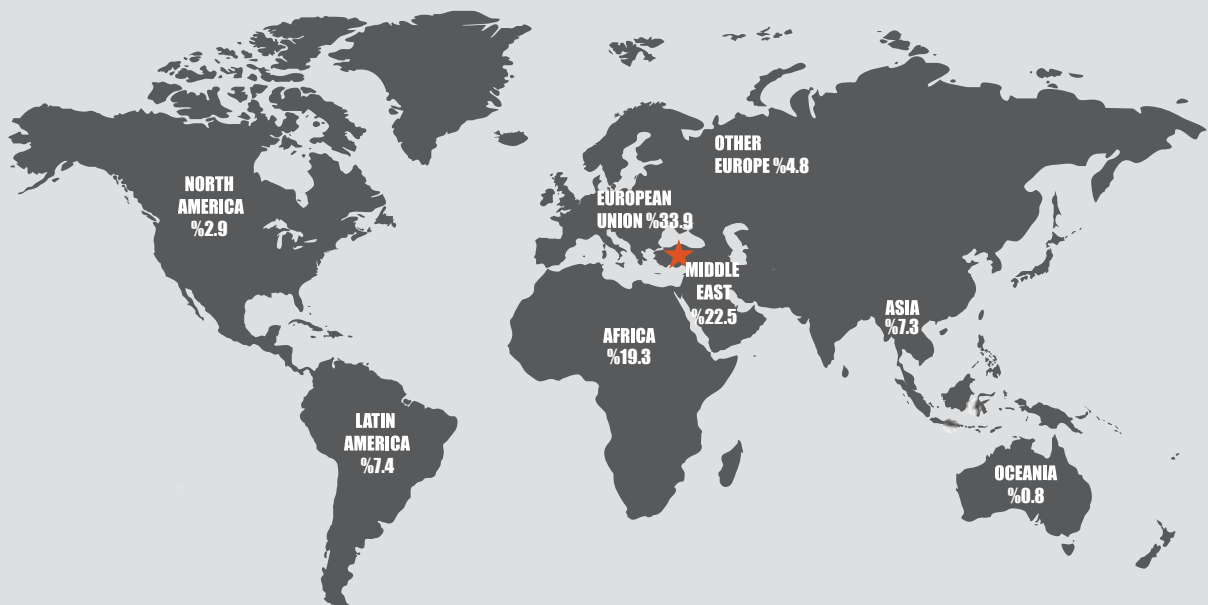 NORTH
AMERICA
%2.9
OTHER
EUROPE %4.8
EUROPEAN
UNION %33.9
MIDDLE
EAST
%22.5
AFRICA
%19.3
ASIA
%7.3
LATIN
AMERICA
%7.4
OCEANIA
%0.8